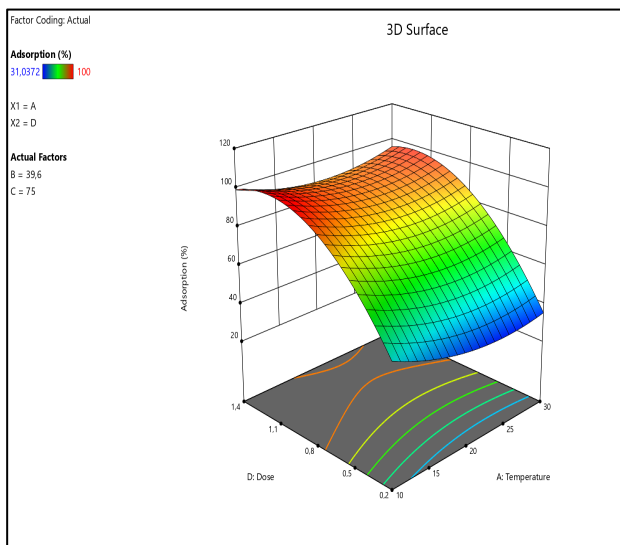 Factor Coding: Actual
3D Surface
Adsorption (%)
31,0372 100
X1 = A
X2 = D
Actual Factors
B = 39,6
C = 75
120
100
80
60
40
20
Adsorption (%)
1,4
1,1
0,8
0.5
0.2
D: Dose
10
15
20
25
30
A: Temperature